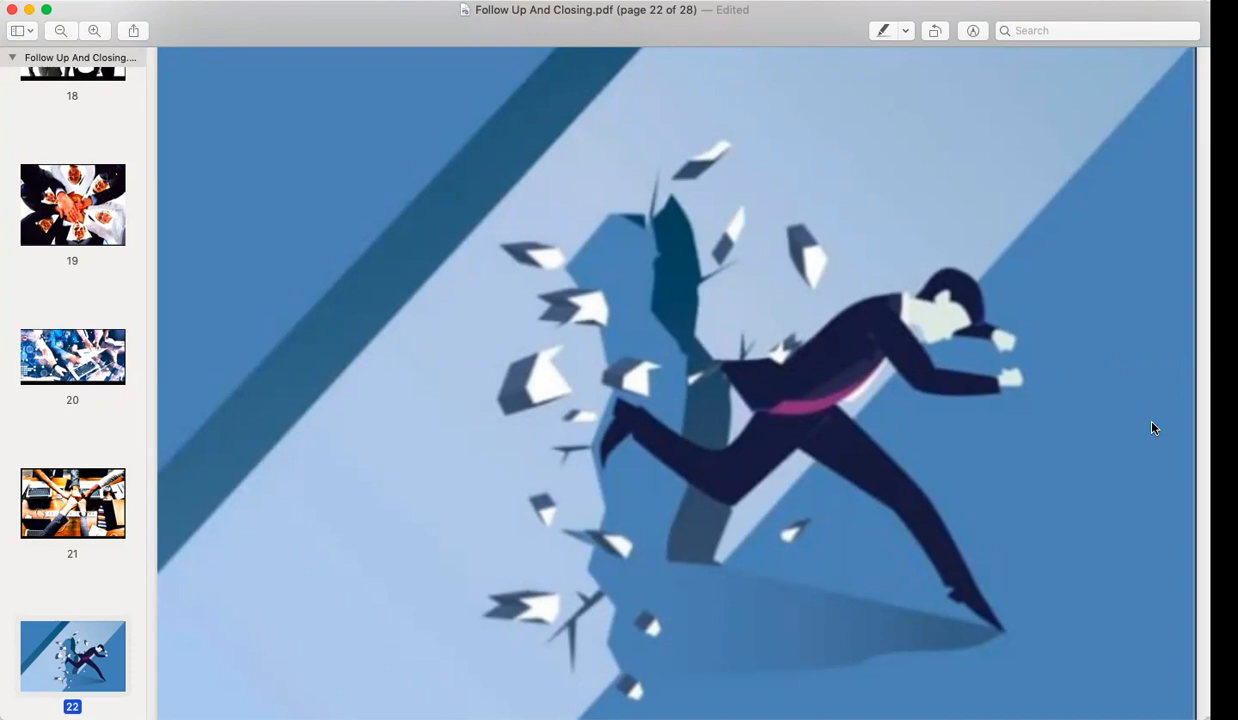 Follow Up And Closing.pdf (page 22 of 28) — Edited
Search
Follow Up And Closing....
18
19
20
21
22